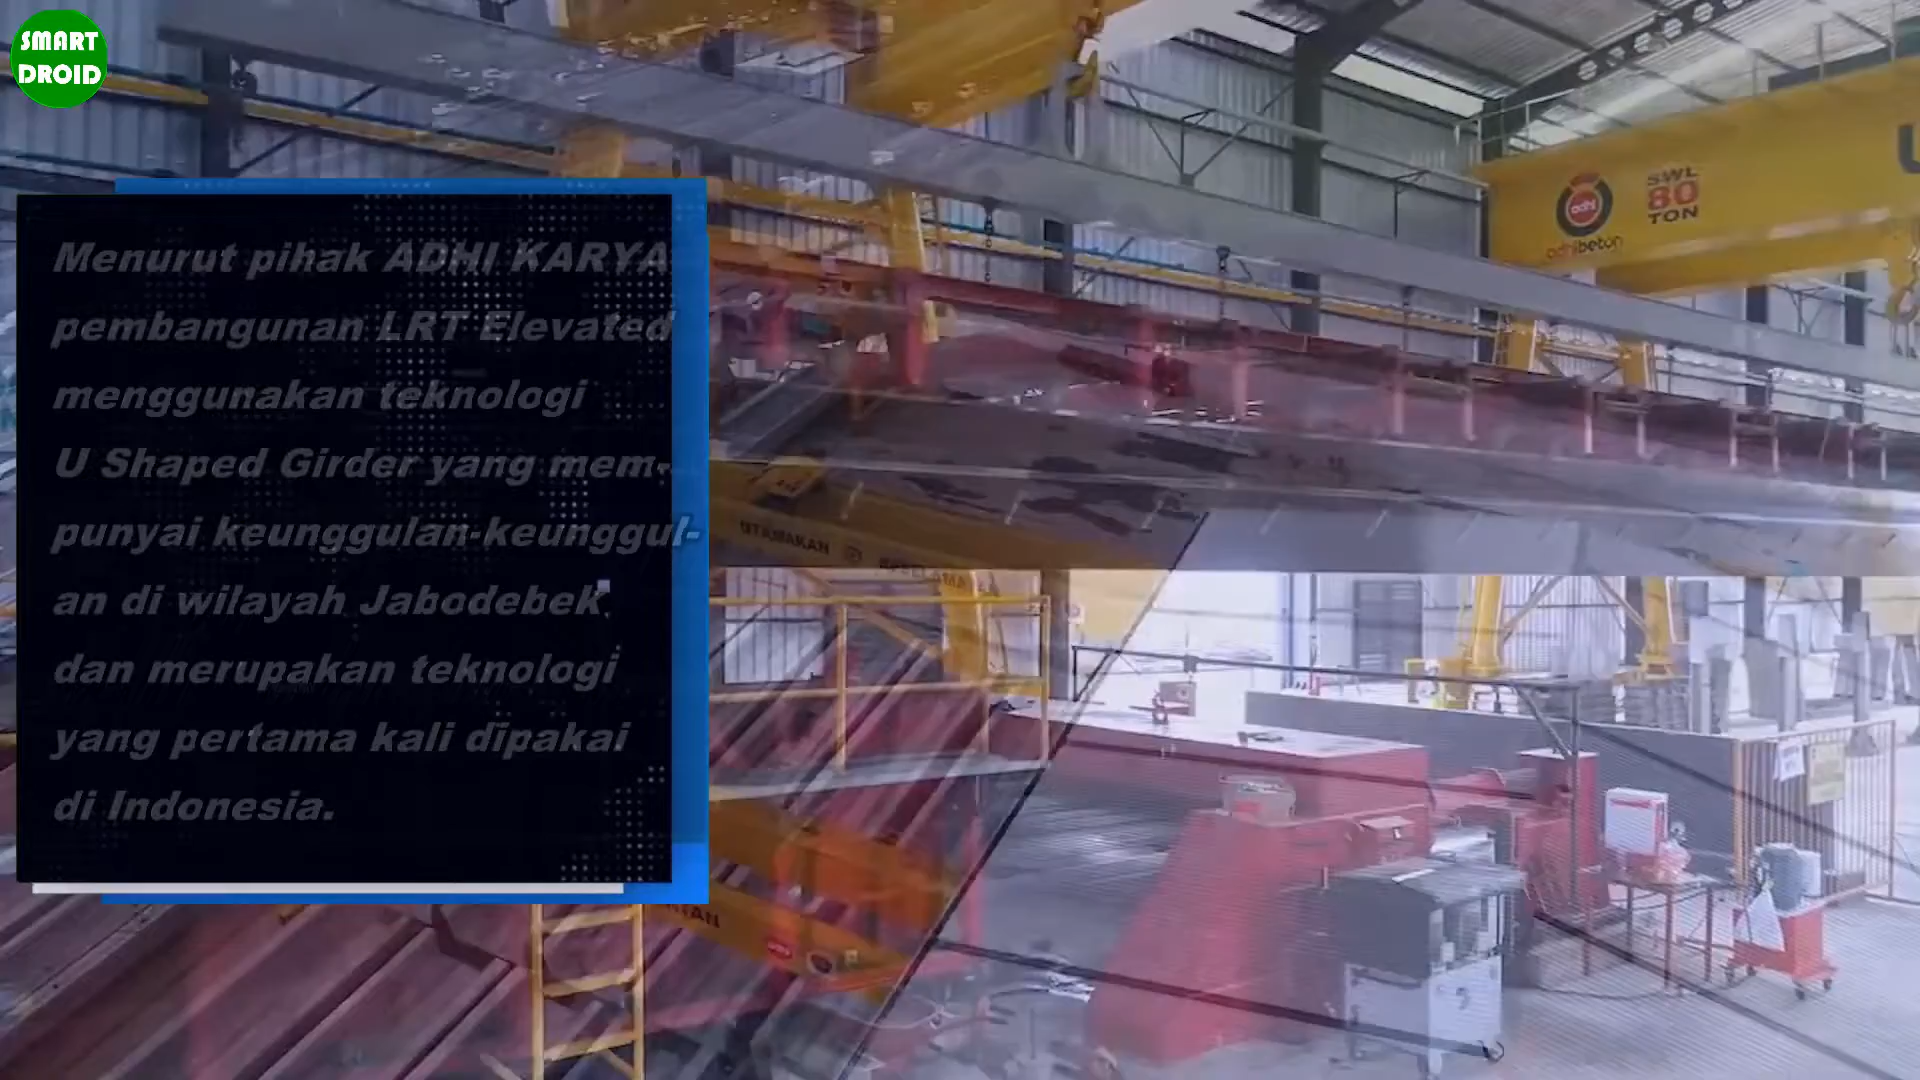 SMART
DROID
Menurut pihak ADHI KARYA
pembangunan LRT Elevated
menggunakan teknologi
U Shaped Girder yang mem-
punyai keunggulan-keunggul-
an di wilayah Jabodebek
dan merupakan teknologi
yang pertama kali dipakai
di Indonesia.
adhi
adhibeton
SWL
80
TON
U
UTAMAKAN